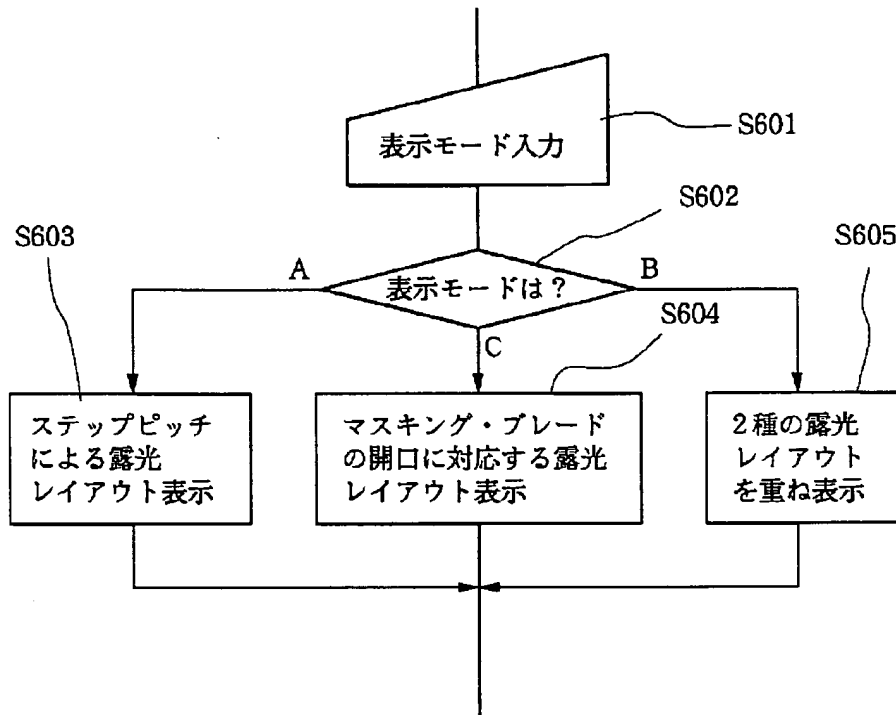 表示モード入力
S601
S602
表示モードは?
A
B
C
S603
S604
S605
ステップピッチ
による露光
レイアウト表示
マスキング・ブレード
の開口に対応する露光
レイアウト表示
2種の露光
レイアウト
を重ね表示